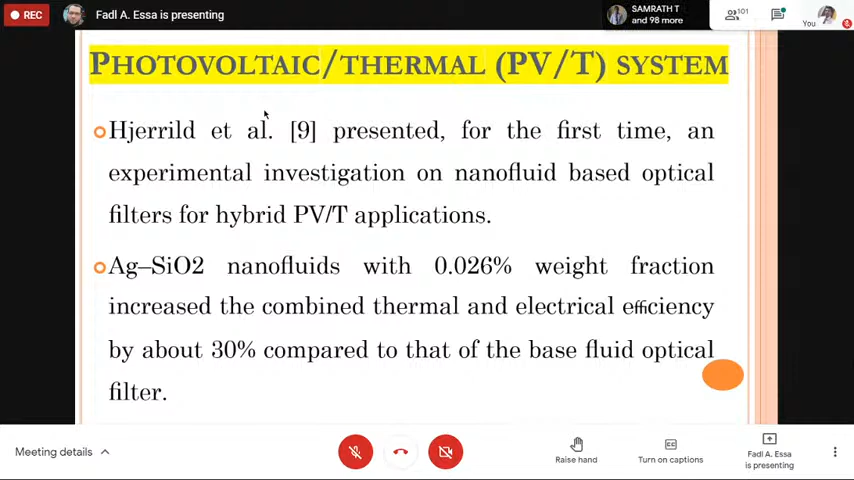 REC
Fadl A. Essa is presenting
SAMRATH T
and 98 more
101
You
PHOTOVOLTAIC/THERMAL (PV/T) SYSTEM
Hjerrild et al. [9] presented, for the first time, an
experimental investigation on nanofluid based optical
filters for hybrid PV/T applications.
Ag–SiO2 nanofluids with 0.026% weight fraction
increased the combined thermal and electrical efficiency
by about 30% compared to that of the base fluid optical
filter.
Meeting details
Raise hand
Turn on captions
Fadl A. Essa
is presenting